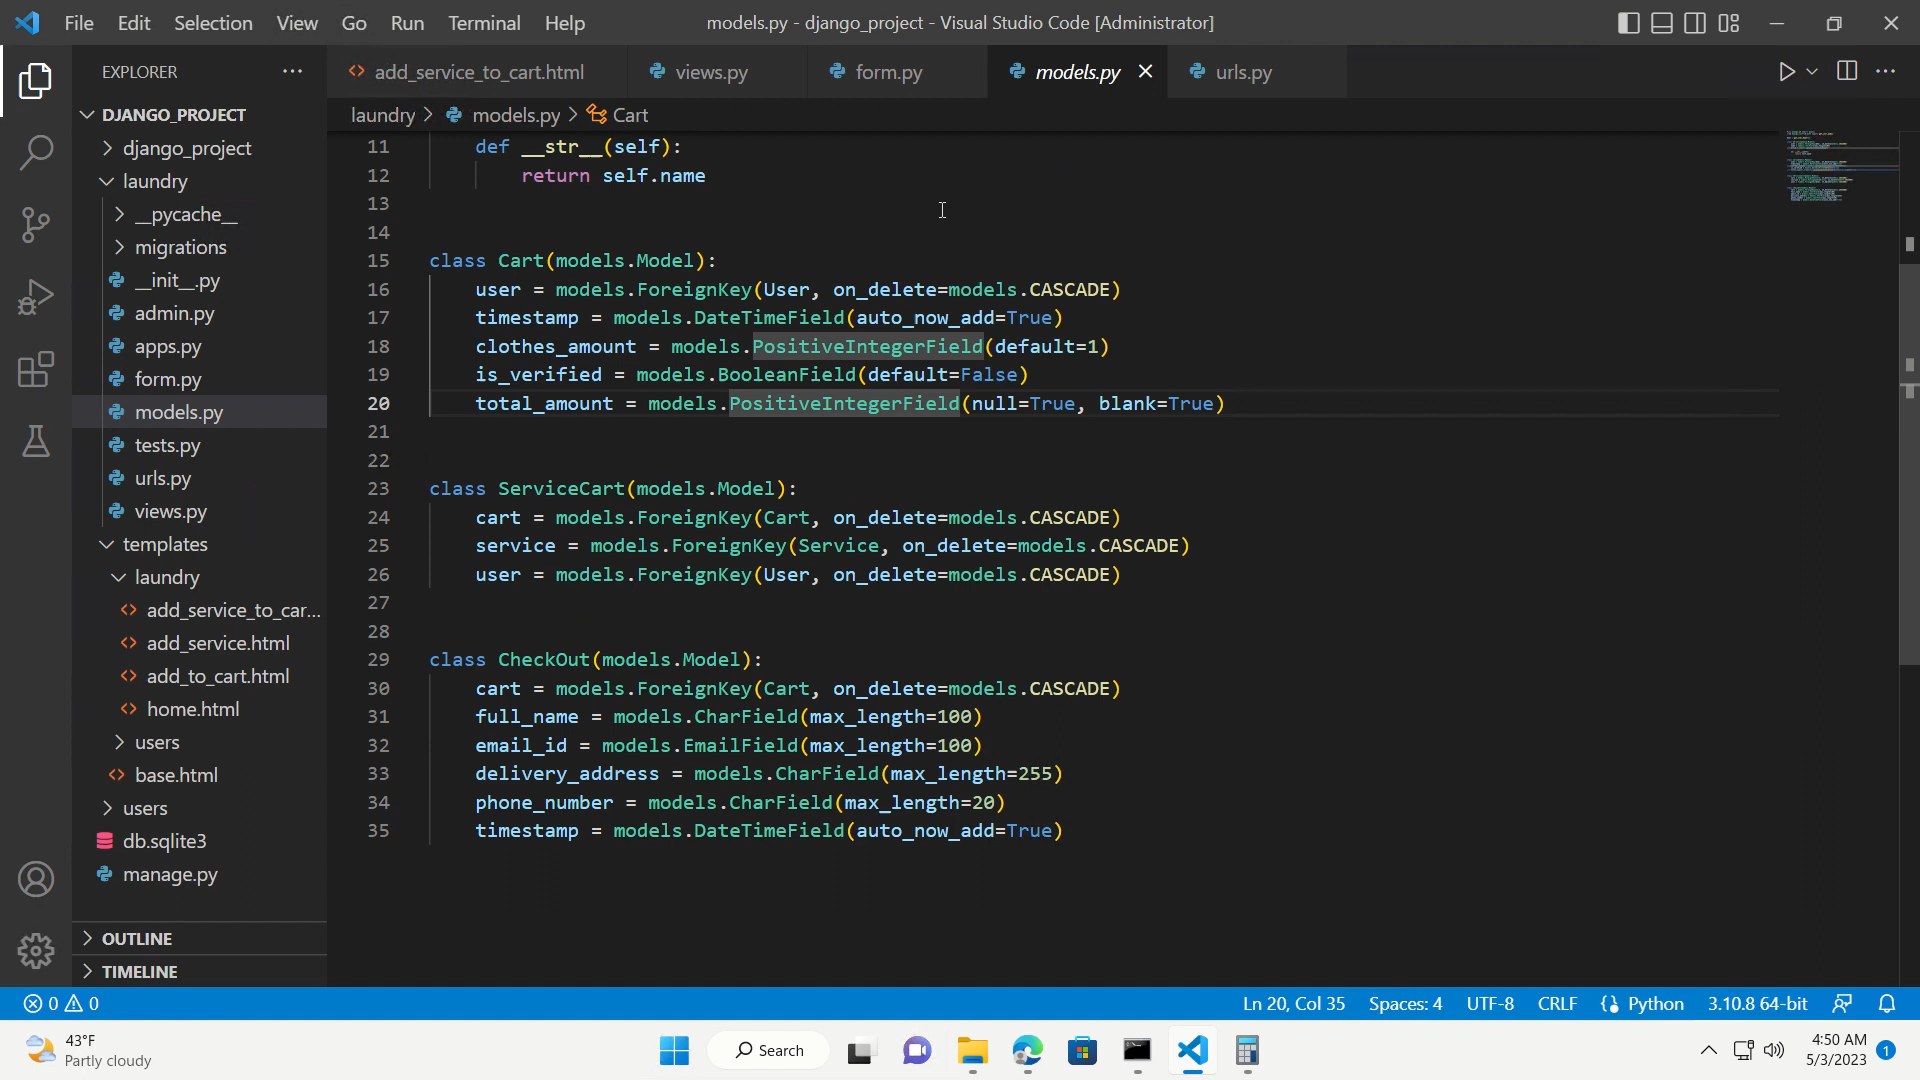 File Edit Selection View Go Run Terminal Help
models.py - django_project - Visual Studio Code [Administrator]
EXPLORER
add_service_to_cart.html
views.py
form.py
models.py
urls.py
DJANGO_PROJECT
django_project
laundry
__pycache__
migrations
__init__.py
admin.py
apps.py
form.py
models.py
tests.py
urls.py
views.py
templates
laundry
add_service_to_car...
add_service.html
add_to_cart.html
home.html
users
base.html
users
db.sqlite3
manage.py
OUTLINE
TIMELINE
laundry > models.py > Cart
11 def __str__(self):
12 return self.name
13
14
15 class Cart(models.Model):
16 user = models.ForeignKey(User, on_delete=models.CASCADE)
17 timestamp = models.DateTimeField(auto_now_add=True)
18 clothes_amount = models.PositiveIntegerField(default=1)
19 is_verified = models.BooleanField(default=False)
20 total_amount = models.PositiveIntegerField(null=True, blank=True)
21
22
23 class ServiceCart(models.Model):
24 cart = models.ForeignKey(Cart, on_delete=models.CASCADE)
25 service = models.ForeignKey(Service, on_delete=models.CASCADE)
26 user = models.ForeignKey(User, on_delete=models.CASCADE)
27
28
29 class CheckOut(models.Model):
30 cart = models.ForeignKey(Cart, on_delete=models.CASCADE)
31 full_name = models.CharField(max_length=100)
32 email_id = models.EmailField(max_length=100)
33 delivery_address = models.CharField(max_length=255)
34 phone_number = models.CharField(max_length=20)
35 timestamp = models.DateTimeField(auto_now_add=True)
0 0
Ln 20, Col 35 Spaces: 4 UTF-8 CRLF Python 3.10.8 64-bit
43°F
Partly cloudy
Search
4:50 AM
5/3/2023
1